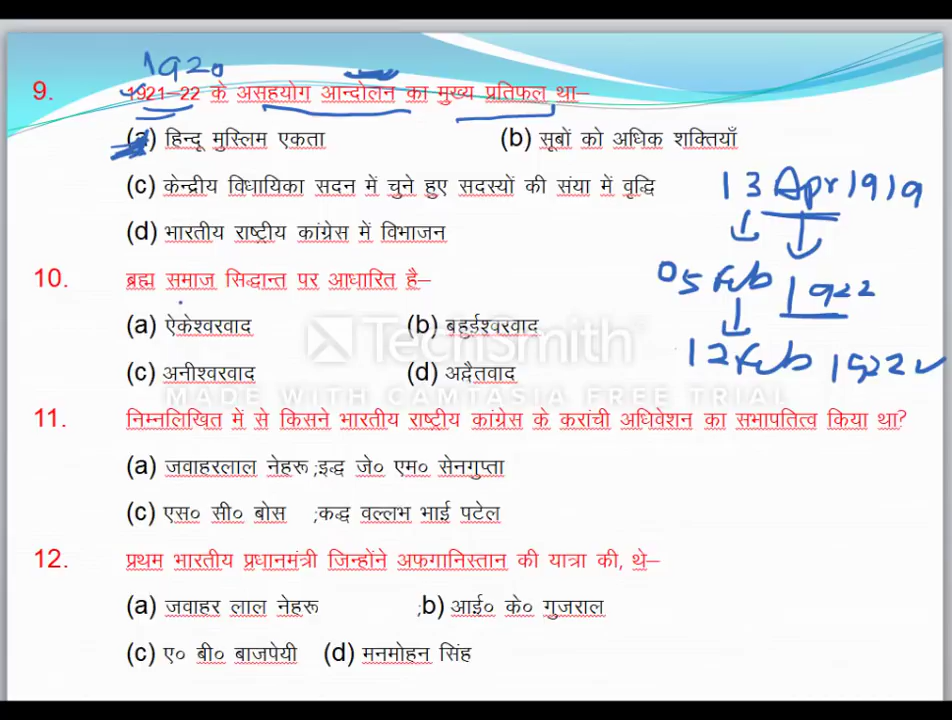 1920
9. 1921–22 के असहयोग आन्दोलन का मुख्य प्रतिफल था–
(a) हिन्दू मुस्लिम एकता (b) सूबों को अधिक शक्तियाँ
(c) केन्द्रीय विधायिका सदन में चुने हुए सदस्यों की संया में वृद्धि
13 Apr 1919
(d) भारतीय राष्ट्रीय कांग्रेस में विभाजन
10. ब्रह्म समाज सिद्धान्त पर आधारित है–
05 Feb 1922
(a) ऐकेश्वरवाद (b) बहुईश्वरवाद
TechSmith
12 Feb 1922
(c) अनीश्वरवाद (d) अद्वैतवाद
MADE WITH CAMTASIA FREE TRIAL
11. निम्नलिखित में से किसने भारतीय राष्ट्रीय कांग्रेस के करांची अधिवेशन का सभापतित्व किया था?
(a) जवाहरलाल नेहरू ;इद्ध जे० एम० सेनगुप्ता
(c) एस० सी० बोस ;कद्ध वल्लभ भाई पटेल
12. प्रथम भारतीय प्रधानमंत्री जिन्होंने अफगानिस्तान की यात्रा की, थे–
(a) जवाहर लाल नेहरू ;b) आई० के० गुजराल
(c) ए० बी० बाजपेयी (d) मनमोहन सिंह